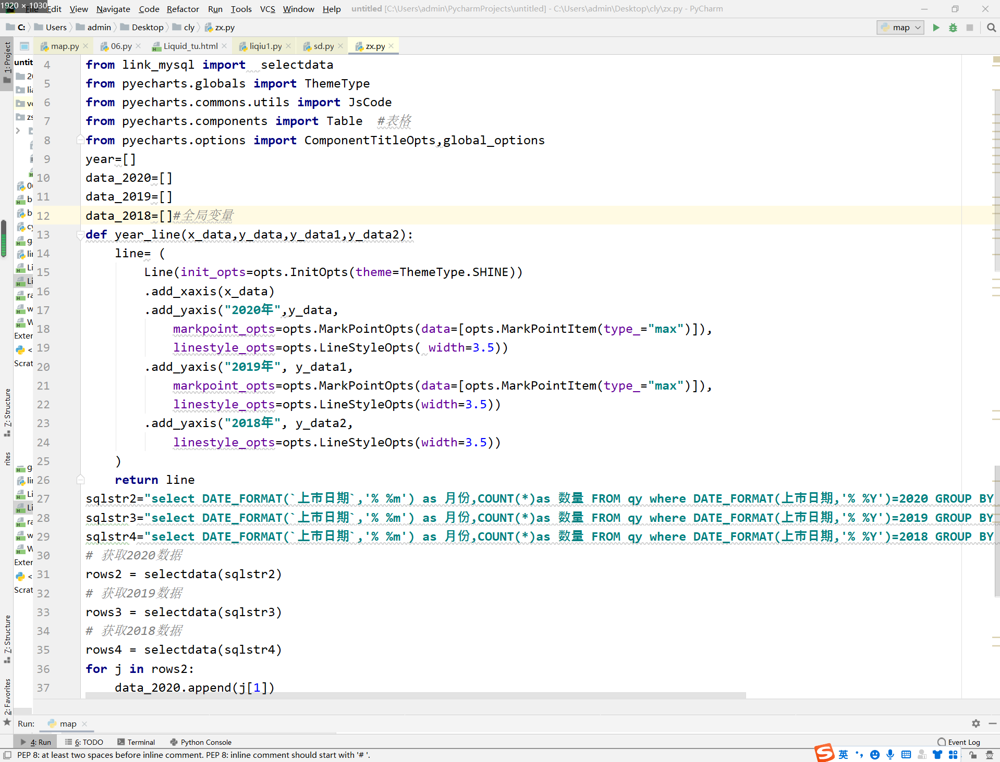 1920 × 1030
File Edit View Navigate Code Refactor Run Tools VCS Window Help untitled [C:\Users\admin\PycharmProjects\untitled] - C:\Users\admin\Desktop\cly\zx.py - PyCharm
C: Users admin Desktop cly zx.py map
map.py 06.py Liquid_tu.html liqiu1.py sd.py zx.py
1: Project
untit
4 from link_mysql import  selectdata
5 from pyecharts.globals import ThemeType
6 from pyecharts.commons.utils import JsCode
7 from pyecharts.components import Table  #表格
8 from pyecharts.options import ComponentTitleOpts,global_options
9 year=[]
10 data_2020=[]
11 data_2019=[]
12 data_2018=[]#全局变量
13 def year_line(x_data,y_data,y_data1,y_data2):
14 line= (
15 Line(init_opts=opts.InitOpts(theme=ThemeType.SHINE))
16 .add_xaxis(x_data)
17 .add_yaxis("2020年",y_data,
18 markpoint_opts=opts.MarkPointOpts(data=[opts.MarkPointItem(type_="max")]),
19 linestyle_opts=opts.LineStyleOpts( width=3.5))
20 .add_yaxis("2019年", y_data1,
21 markpoint_opts=opts.MarkPointOpts(data=[opts.MarkPointItem(type_="max")]),
22 linestyle_opts=opts.LineStyleOpts(width=3.5))
23 .add_yaxis("2018年", y_data2,
24 linestyle_opts=opts.LineStyleOpts(width=3.5))
25 )
26 return line
27 sqlstr2="select DATE_FORMAT(`上市日期`,'% %m') as 月份,COUNT(*)as 数量 FROM qy where DATE_FORMAT(上市日期,'% %Y')=2020 GROUP BY
28 sqlstr3="select DATE_FORMAT(`上市日期`,'% %m') as 月份,COUNT(*)as 数量 FROM qy where DATE_FORMAT(上市日期,'% %Y')=2019 GROUP BY
29 sqlstr4="select DATE_FORMAT(`上市日期`,'% %m') as 月份,COUNT(*)as 数量 FROM qy where DATE_FORMAT(上市日期,'% %Y')=2018 GROUP BY
30 # 获取2020数据
31 rows2 = selectdata(sqlstr2)
32 # 获取2019数据
33 rows3 = selectdata(sqlstr3)
34 # 获取2018数据
35 rows4 = selectdata(sqlstr4)
36 for j in rows2:
37 data_2020.append(j[1])
Exter
Scrat
7: Structure
rites
Exter
Scrat
7: Structure
2: Favorites
Run: map
4: Run 6: TODO Terminal Python Console Event Log
PEP 8: at least two spaces before inline comment. PEP 8: inline comment should start with '# '.
英